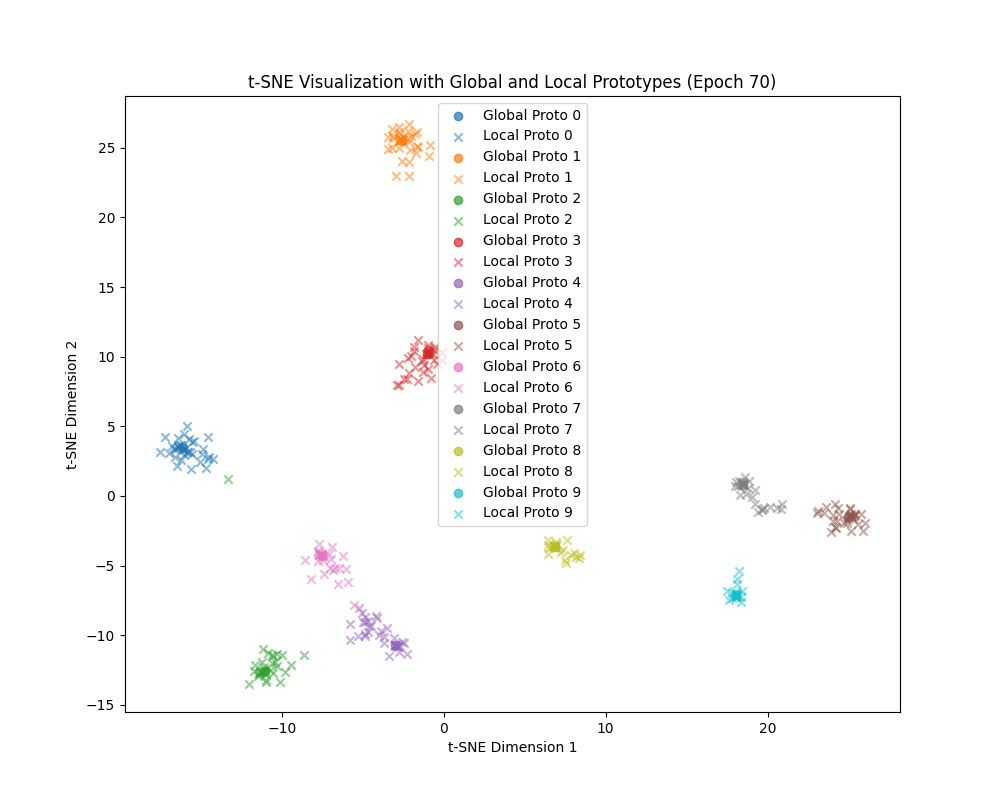 t-SNE Visualization with Global and Local Prototypes (Epoch 70)
Global Proto 0
Local Proto 0
Global Proto 1
Local Proto 1
Global Proto 2
Local Proto 2
Global Proto 3
Local Proto 3
Global Proto 4
Local Proto 4
Global Proto 5
Local Proto 5
Global Proto 6
Local Proto 6
Global Proto 7
Local Proto 7
Global Proto 8
Local Proto 8
Global Proto 9
Local Proto 9
t-SNE Dimension 2
25
20
15
10
5
0
−5
−10
−15
−10
0
10
20
t-SNE Dimension 1